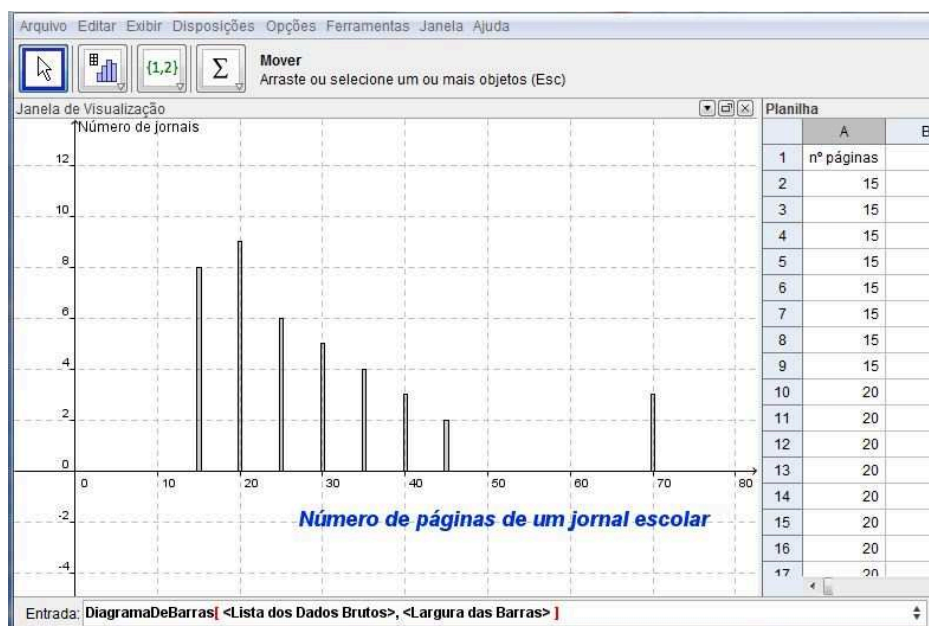 Arquivo Editar Exibir Disposições Opções Ferramentas Janela Ajuda
{1,2}
Σ
Mover
Arraste ou selecione um ou mais objetos (Esc)
Janela de Visualização
Planilha
Número de jornais
12
10
8
6
4
2
0
-2
-4
0 10 20 30 40 50 60 70 80
Número de páginas de um jornal escolar
A B
1 nº páginas
2 15
3 15
4 15
5 15
6 15
7 15
8 15
9 15
10 20
11 20
12 20
13 20
14 20
15 20
16 20
17 20
Entrada: DiagramaDeBarras[ <Lista dos Dados Brutos>, <Largura das Barras> ]